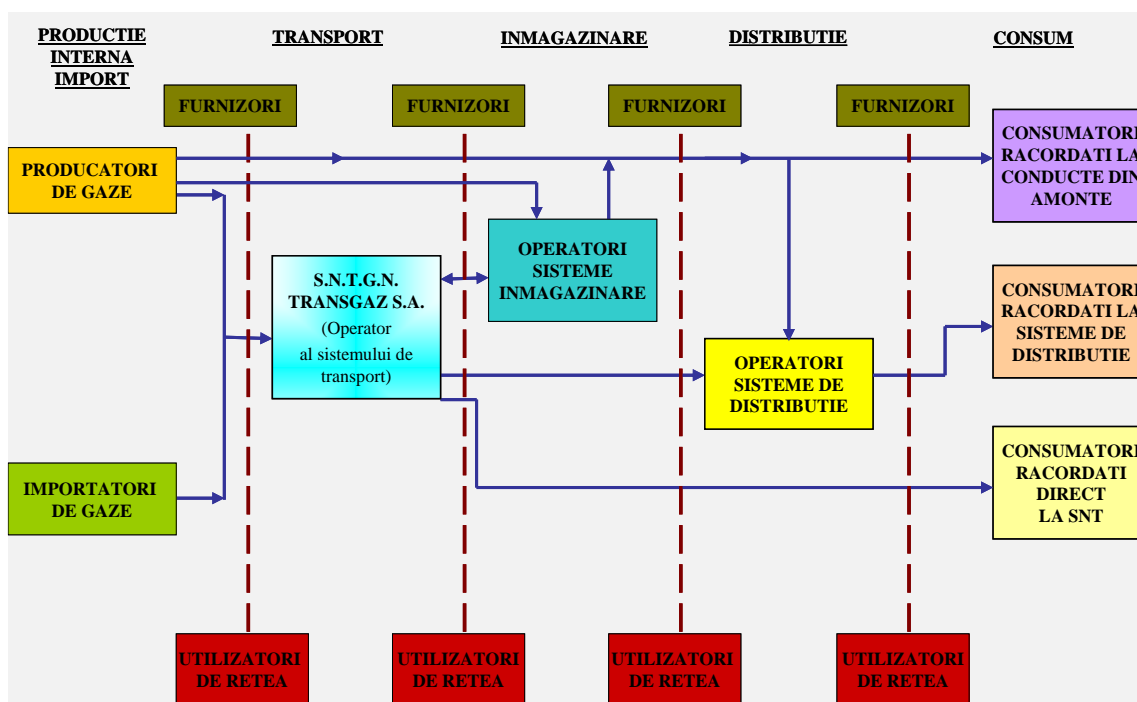 PRODUCTIE
INTERNA
IMPORT
TRANSPORT
INMAGAZINARE
DISTRIBUTIE
CONSUM
FURNIZORI
FURNIZORI
FURNIZORI
FURNIZORI
PRODUCATORI
DE GAZE
CONSUMATORI
RACORDATI LA
CONDUCTE DIN
AMONTE
S.N.T.G.N.
TRANSGAZ S.A.
(Operator
al sistemului de
transport)
OPERATORI
SISTEME
INMAGAZINARE
CONSUMATORI
RACORDATI LA
SISTEME DE
DISTRIBUTIE
OPERATORI
SISTEME DE
DISTRIBUTIE
IMPORTATORI
DE GAZE
CONSUMATORI
RACORDATI
DIRECT
LA SNT
UTILIZATORI
DE RETEA
UTILIZATORI
DE RETEA
UTILIZATORI
DE RETEA
UTILIZATORI
DE RETEA